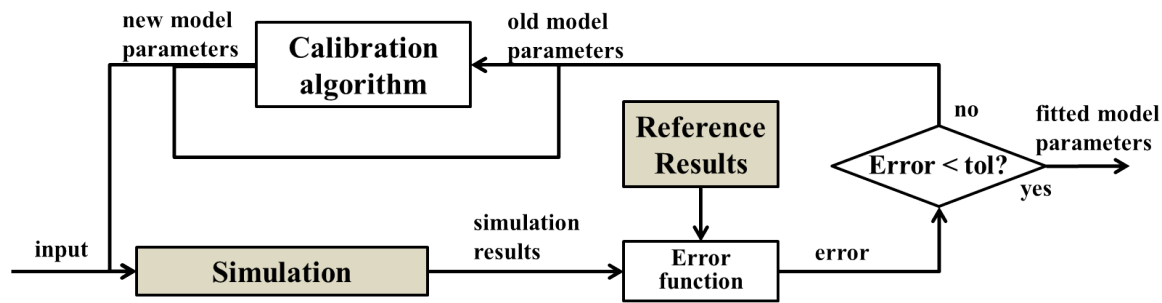 new model
parameters
Calibration
algorithm
old model
parameters
Reference
Results
no
fitted model
parameters
Error < tol?
yes
input
Simulation
simulation
results
Error
function
error